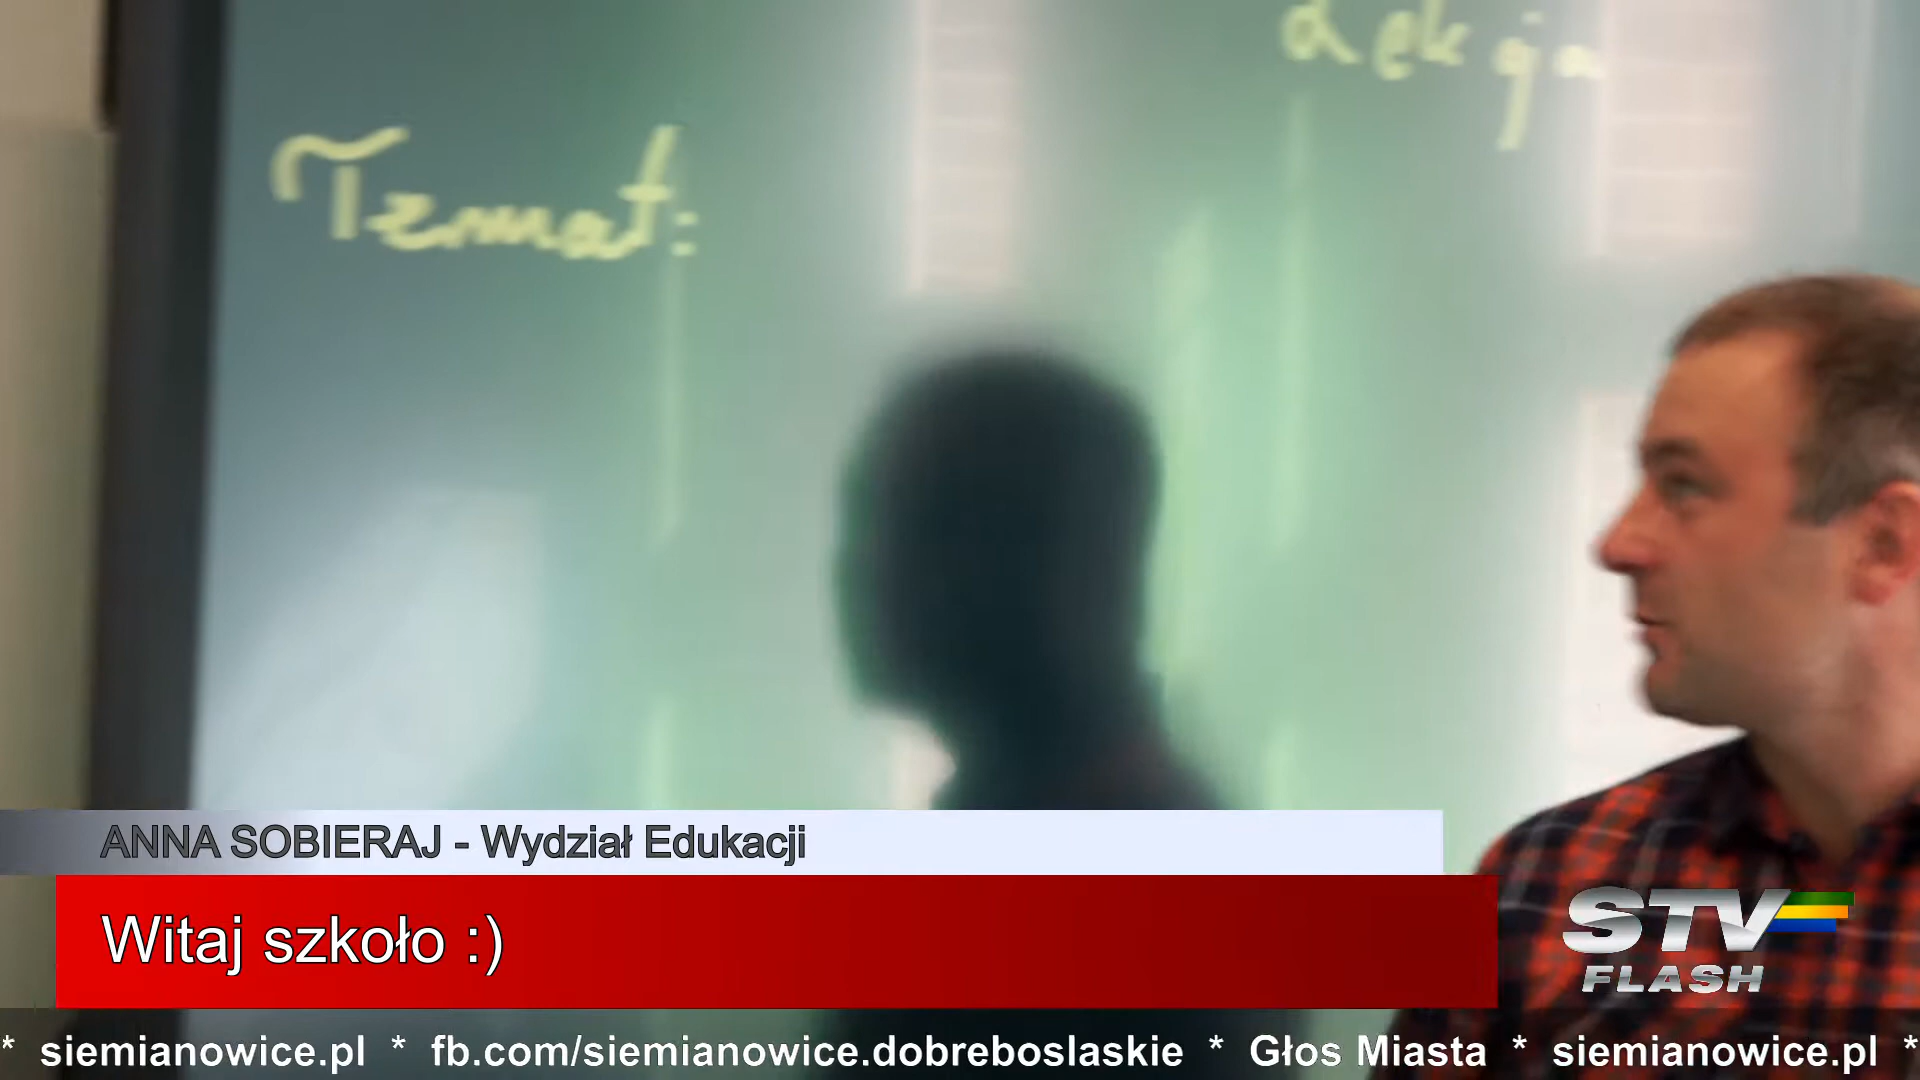 Lekcja
Temat:
ANNA SOBIERAJ - Wydział Edukacji
Witaj szkoło :)
STV
FLASH
* siemianowice.pl * fb.com/siemianowice.dobreboslaskie * Głos Miasta * siemianowice.pl *